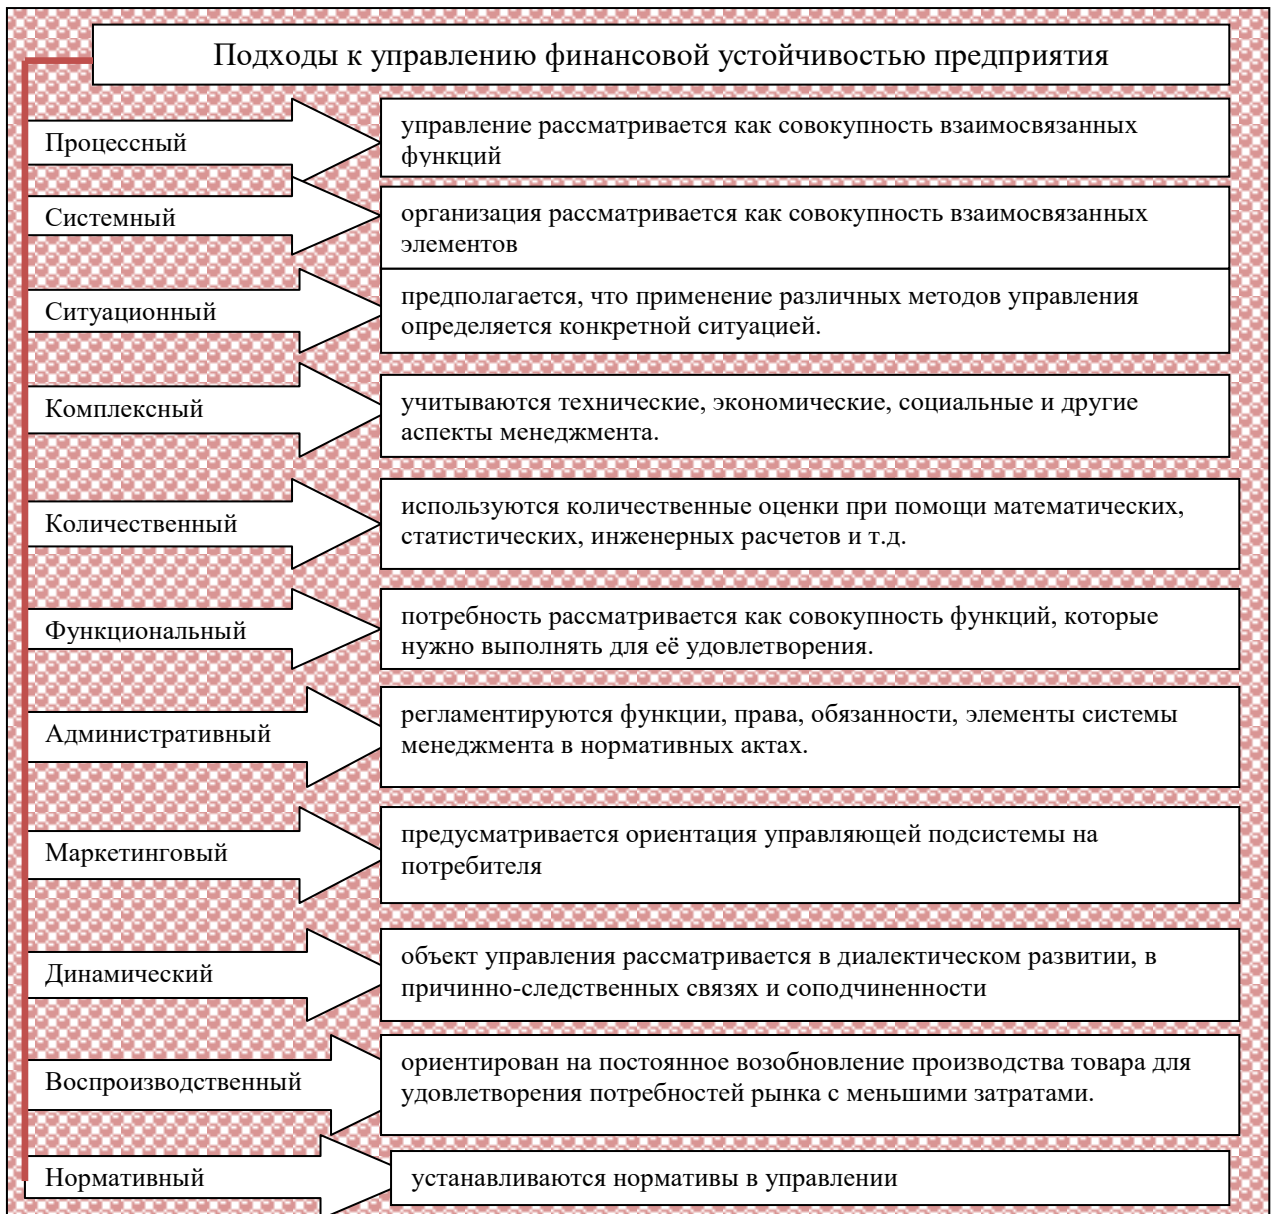 Подходы к управлению финансовой устойчивостью предприятия
Процессный
управление рассматривается как совокупность взаимосвязанных
функций
Системный
организация рассматривается как совокупность взаимосвязанных
элементов
Ситуационный
предполагается, что применение различных методов управления
определяется конкретной ситуацией.
Комплексный
учитываются технические, экономические, социальные и другие
аспекты менеджмента.
Количественный
используются количественные оценки при помощи математических,
статистических, инженерных расчетов и т.д.
Функциональный
потребность рассматривается как совокупность функций, которые
нужно выполнять для её удовлетворения.
Административный
регламентируются функции, права, обязанности, элементы системы
менеджмента в нормативных актах.
Маркетинговый
предусматривается ориентация управляющей подсистемы на
потребителя
Динамический
объект управления рассматривается в диалектическом развитии, в
причинно-следственных связях и соподчиненности
Воспроизводственный
ориентирован на постоянное возобновление производства товара для
удовлетворения потребностей рынка с меньшими затратами.
Нормативный
устанавливаются нормативы в управлении